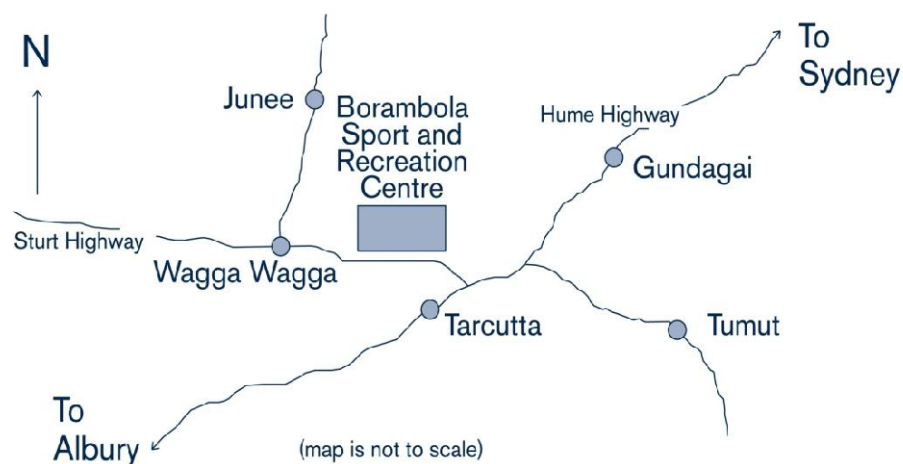 N
To
Sydney
Junee
Borambola
Sport and
Recreation
Centre
Hume Highway
Gundagai
Sturt Highway
Wagga Wagga
Tarcutta
Tumut
To
Albury
(map is not to scale)